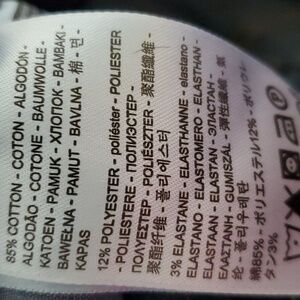 85% COTTON - COTON - ALGODÓN -
ALGODÃO - COTONE - BAUMWOLLE -
KATOEN - PAMUK - ХЛОПОК - ΒΑΜΒΑΚΙ -
BAWEŁNA - PAMUT - BAVLNA - 棉 - 면 -
KAPAS
12% POLYESTER - poliéster - POLIESTER
- POLIESTERE - ПОЛИЭСТЕР -
ΠΟΛΥΕΣΤΕΡ - POLIÉSZTER - 聚酯纖維 -
聚酯纤维 - 폴리에스터
3% ELASTANE - ELASTHANNE - elastano -
ELASTANO - ELASTOMERO - ELASTHAN -
ELASTAAN - ELASTAN - ЭЛАСТАН -
ΕΛΑΣΤΑΝΗ - GUMISZÁL - 彈性纖維 - 氨
纶 - 폴리우레탄
綿85% - ポリエステル12% - ポリウレ
タン3%